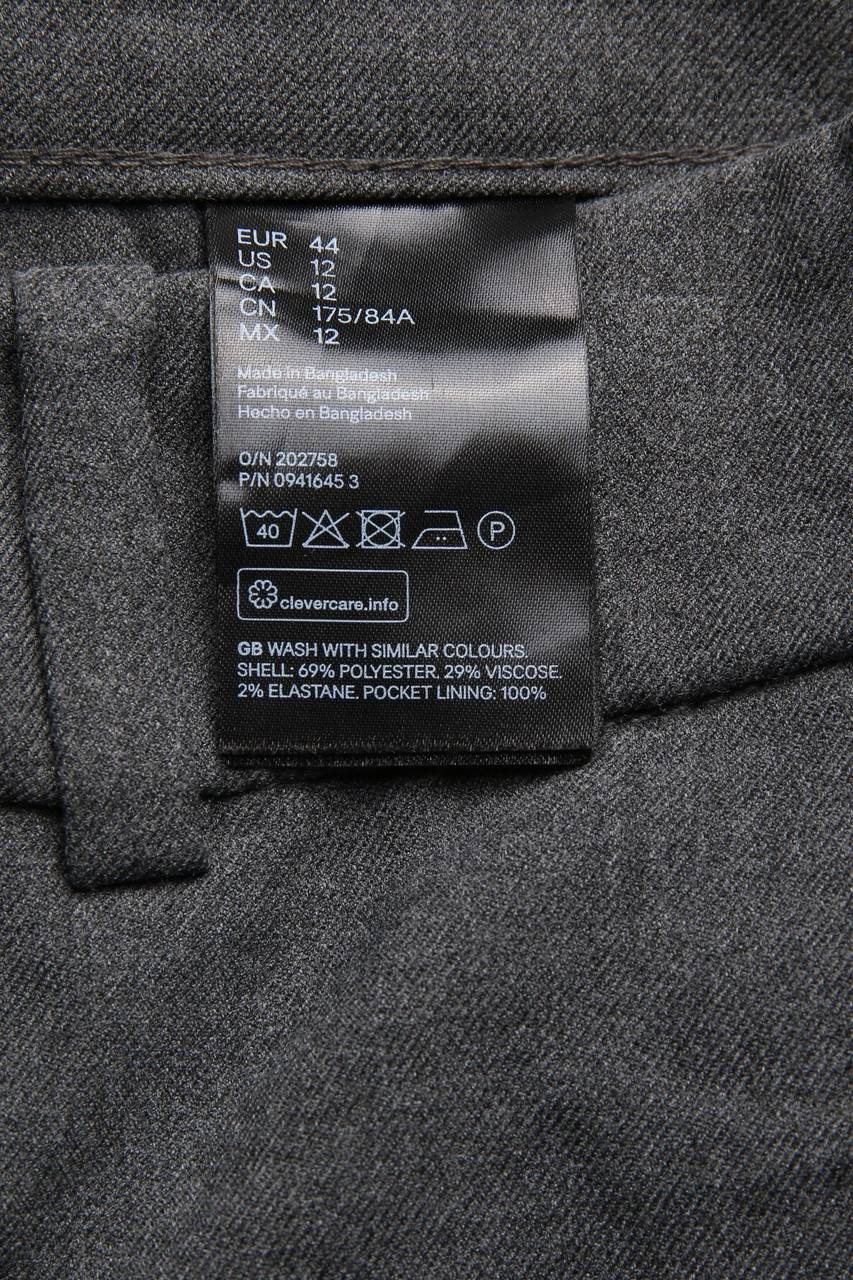 EUR 44
US 12
CA 12
CN 175/84A
MX 12
Made in Bangladesh
Fabriqué au Bangladesh
Hecho en Bangladesh
O/N 202758
P/N 0941645 3
40 P
clevercare.info
GB WASH WITH SIMILAR COLOURS.
SHELL: 69% POLYESTER. 29% VISCOSE.
2% ELASTANE. POCKET LINING: 100%